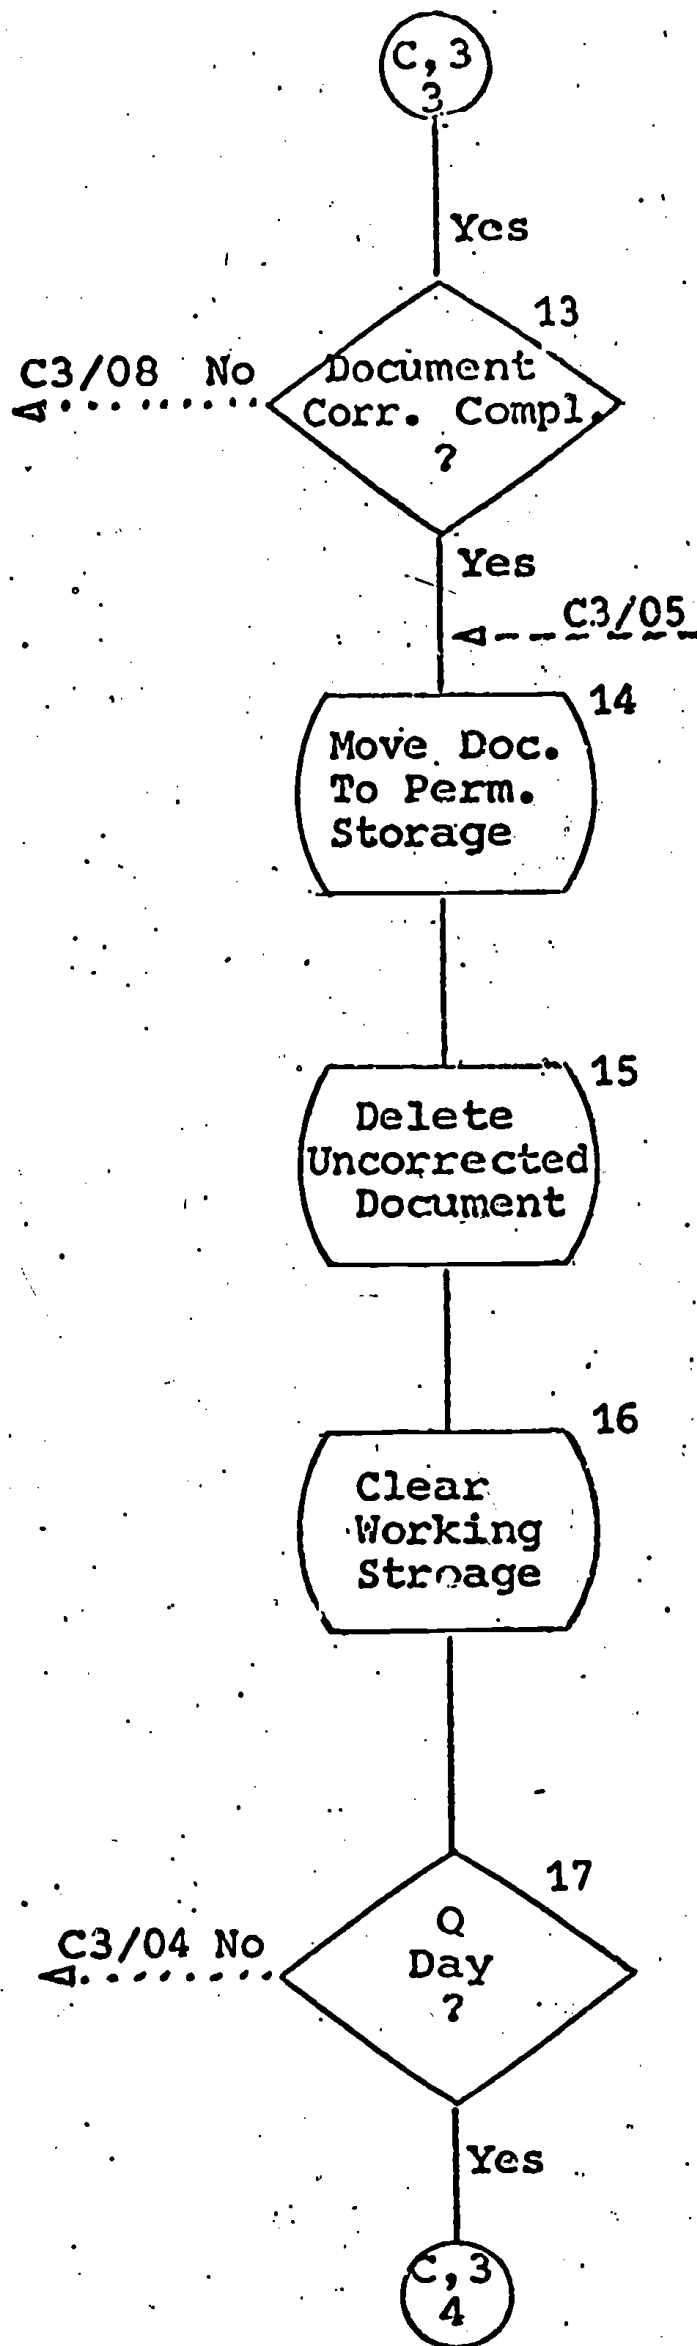 C,3
3
Yes
13
C3/08 No
Document
Corr. Compl.
?
Yes
C3/05
14
Move Doc.
To Perm.
Storage
15
Delete
Uncorrected
Document
16
Clear
Working
Stroage
17
C3/04 No
Q
Day
?
Yes
C,3
4